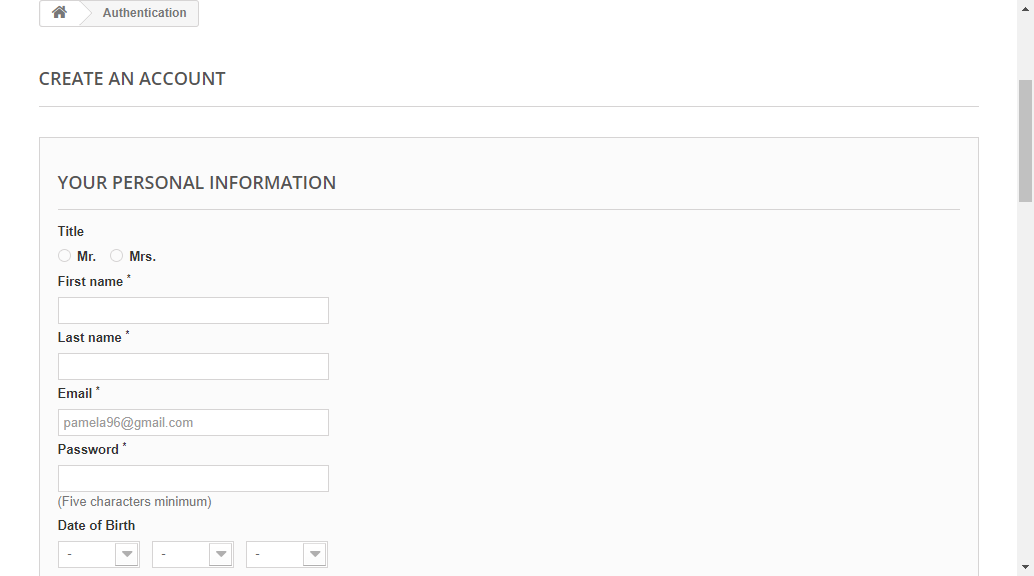 Authentication
CREATE AN ACCOUNT
YOUR PERSONAL INFORMATION
Title
Mr. Mrs.
First name *
Last name *
Email *
pamela96@gmail.com
Password *
(Five characters minimum)
Date of Birth
- - -